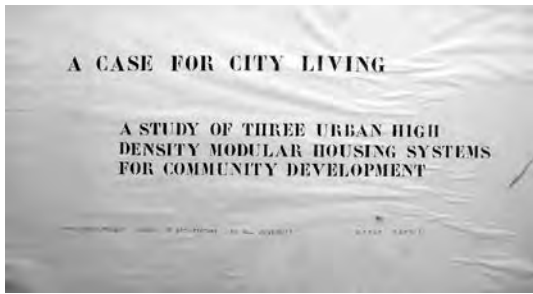 A CASE FOR CITY LIVING
A STUDY OF THREE URBAN HIGH
DENSITY MODULAR HOUSING SYSTEMS
FOR COMMUNITY DEVELOPMENT